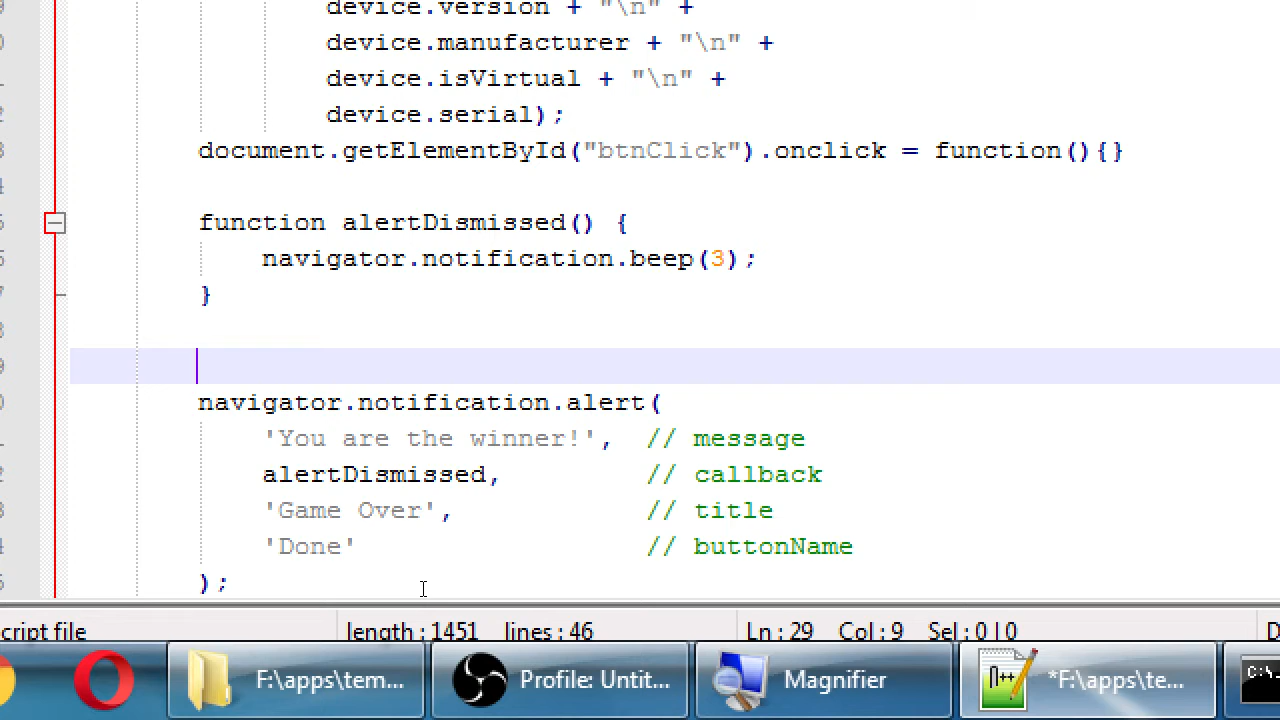 device.version + "\n" +
device.manufacturer + "\n" +
device.isVirtual + "\n" +
device.serial);
document.getElementById("btnClick").onclick = function(){}
function alertDismissed() {
navigator.notification.beep(3);
}
navigator.notification.alert(
'You are the winner!', // message
alertDismissed, // callback
'Game Over', // title
'Done' // buttonName
);
cript file length : 1451 lines : 46 Ln : 29 Col : 9 Sel : 0 | 0
F:\apps\tem... Profile: Untit... Magnifier *F:\apps\te... C:\.